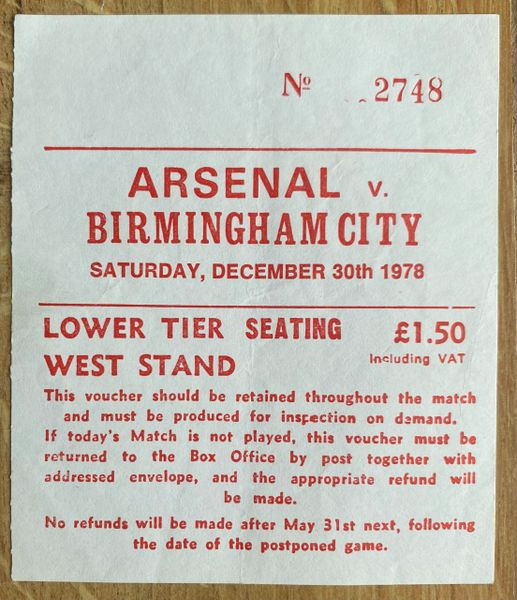 Nº 2748
ARSENAL v.
BIRMINGHAM CITY
SATURDAY, DECEMBER 30th 1978
LOWER TIER SEATING £1.50
WEST STAND Including VAT
This voucher should be retained throughout the match
and must be produced for inspection on demand.
If today's Match is not played, this voucher must be
returned to the Box Office by post together with
addressed envelope, and the appropriate refund will
be made.
No refunds will be made after May 31st next, following
the date of the postponed game.